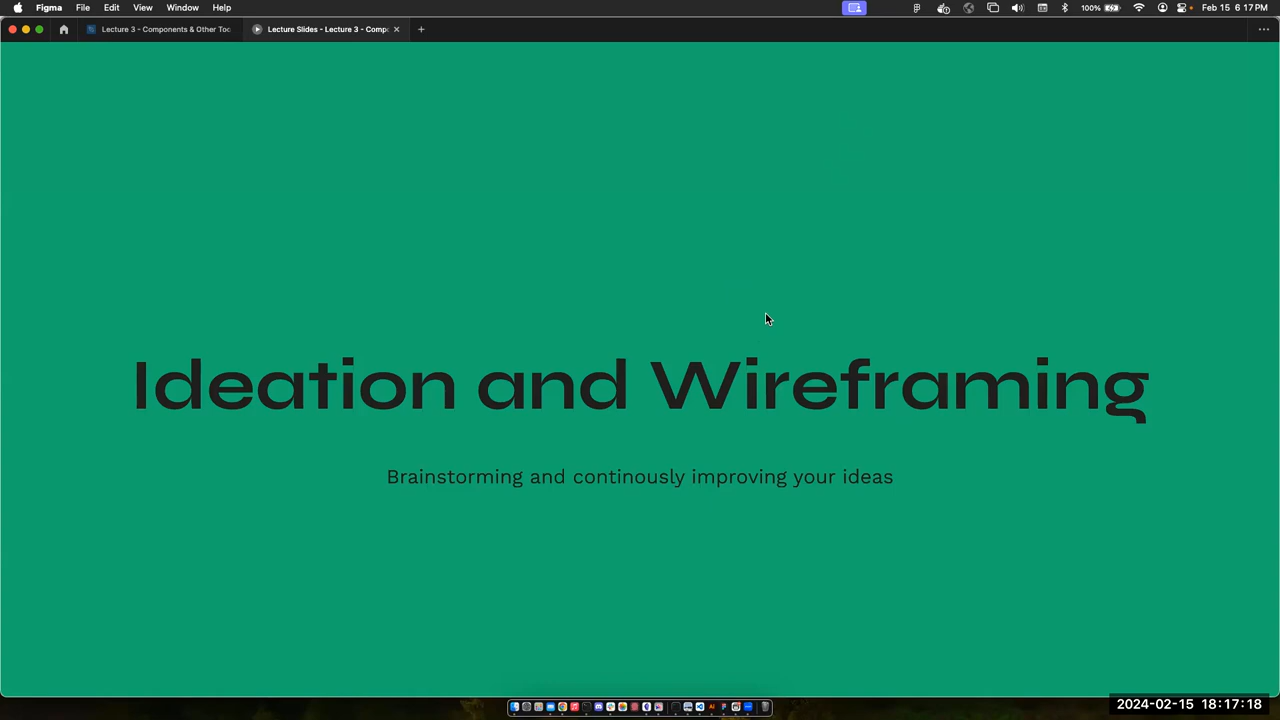 Figma File Edit View Window Help 100% Feb 15 6:17 PM
Lecture 3 - Components & Other Too Lecture Slides - Lecture 3 - Comp
Ideation and Wireframing
Brainstorming and continously improving your ideas
2024-02-15 18:17:18